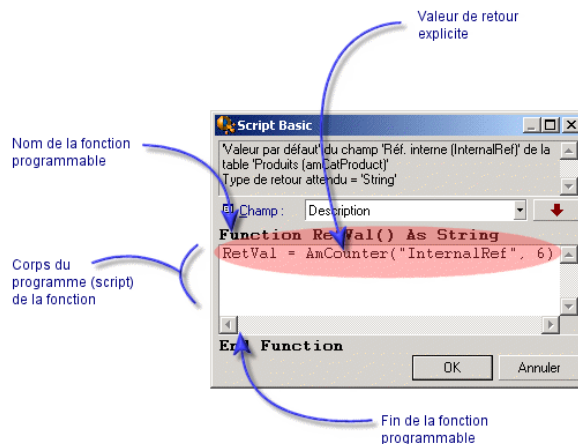 Valeur de retour
explicite
Nom de la fonction
programmable
Corps du
programme (script)
de la fonction
Script Basic
'Valeur par défaut' du champ 'Réf. interne (InternalRef)' de la
table 'Produits (amCatProduct)'
Type de retour attendu = 'String'
Champ : Description
Function RetVal() As String
RetVal = AmCounter("InternalRef", 6)
End Function
OK Annuler
Fin de la fonction
programmable